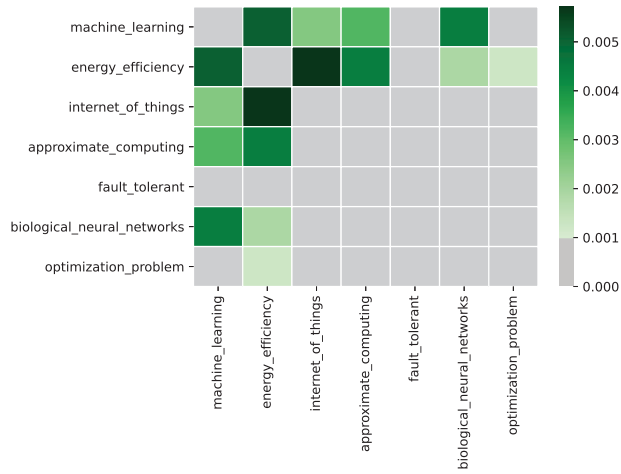 machine_learning
energy_efficiency
internet_of_things
approximate_computing
fault_tolerant
biological_neural_networks
optimization_problem
machine_learning
energy_efficiency
internet_of_things
approximate_computing
fault_tolerant
biological_neural_networks
optimization_problem
0.005
0.004
0.003
0.002
0.001
0.000